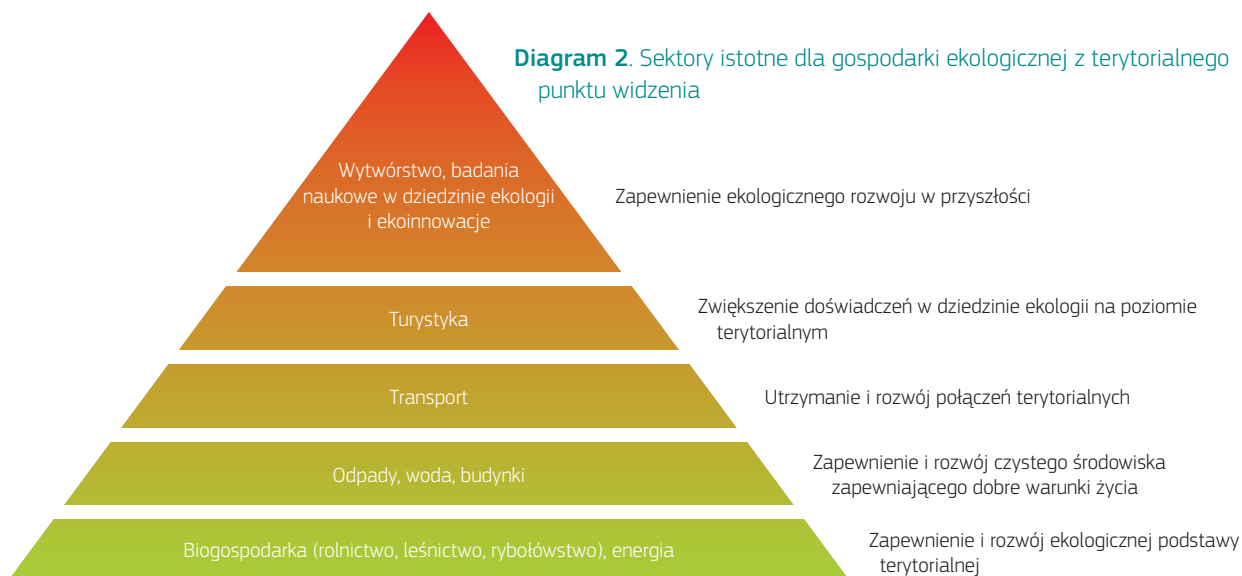 Diagram 2. Sektory istotne dla gospodarki ekologicznej z terytorialnego
punktu widzenia
Wytwórstwo, badania
naukowe w dziedzinie ekologii
i ekoinnowacje
Zapewnienie ekologicznego rozwoju w przyszłości
Turystyka
Zwiększenie doświadczeń w dziedzinie ekologii na poziomie
terytorialnym
Transport
Utrzymanie i rozwój połączeń terytorialnych
Odpady, woda, budynki
Zapewnienie i rozwój czystego środowiska
zapewniającego dobre warunki życia
Biogospodarka (rolnictwo, leśnictwo, rybołówstwo), energia
Zapewnienie i rozwój ekologicznej podstawy
terytorialnej